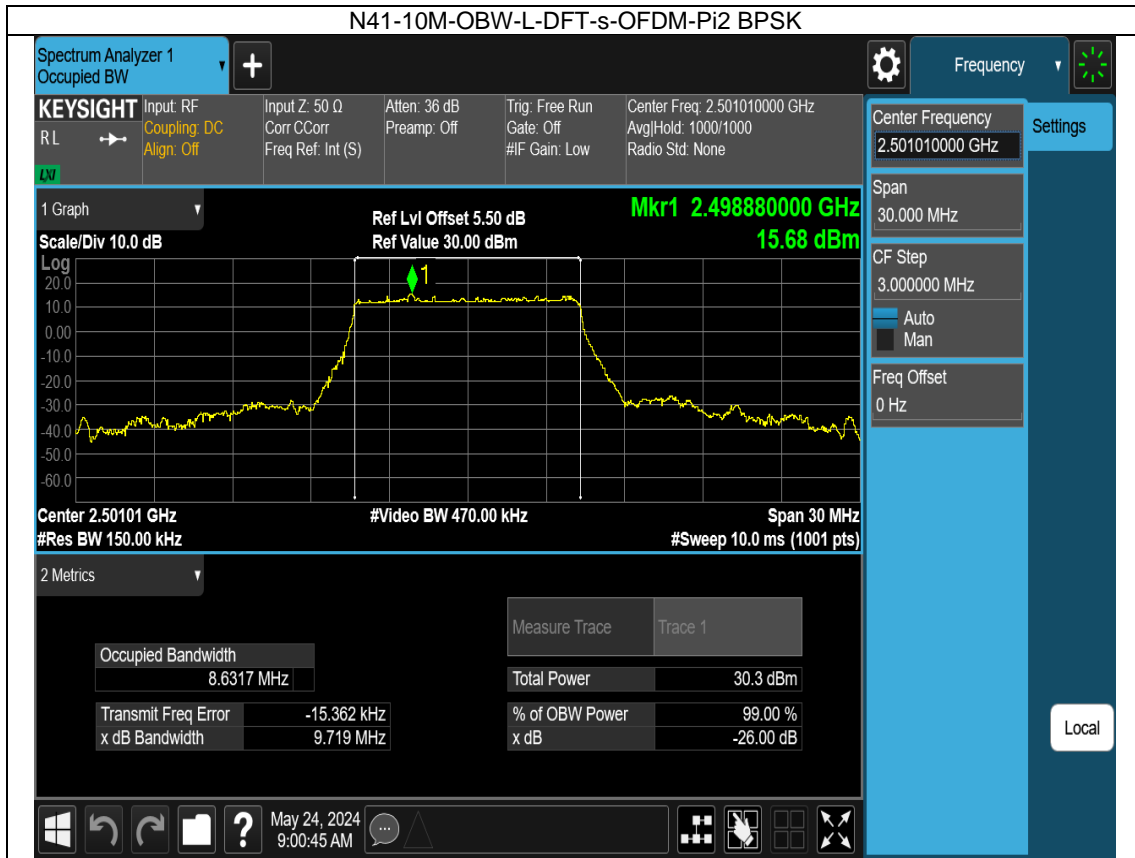 N41-10M-OBW-L-DFT-s-OFDM-Pi2 BPSK
Spectrum Analyzer 1
Occupied BW
+
Frequency
KEYSIGHT
R L
LXI
Input: RF
Coupling: DC
Align: Off
Input Z: 50 Ω
Corr CCorr
Freq Ref: Int (S)
Atten: 36 dB
Preamp: Off
Trig: Free Run
Gate: Off
#IF Gain: Low
Center Freq: 2.501010000 GHz
Avg|Hold: 1000/1000
Radio Std: None
Center Frequency
2.501010000 GHz
Settings
Span
30.000 MHz
CF Step
3.000000 MHz
Auto
Man
Freq Offset
0 Hz
Local
1 Graph
Scale/Div 10.0 dB
Ref Lvl Offset 5.50 dB
Ref Value 30.00 dBm
Mkr1 2.498880000 GHz
15.68 dBm
Log
1
20.0
10.0
0.00
-10.0
-20.0
-30.0
-40.0
-50.0
-60.0
Center 2.50101 GHz
#Res BW 150.00 kHz
#Video BW 470.00 kHz
Span 30 MHz
#Sweep 10.0 ms (1001 pts)
2 Metrics
Measure Trace Trace 1
Occupied Bandwidth
8.6317 MHz
Total Power 30.3 dBm
Transmit Freq Error -15.362 kHz
% of OBW Power 99.00 %
x dB Bandwidth 9.719 MHz
x dB -26.00 dB
?
May 24, 2024
9:00:45 AM